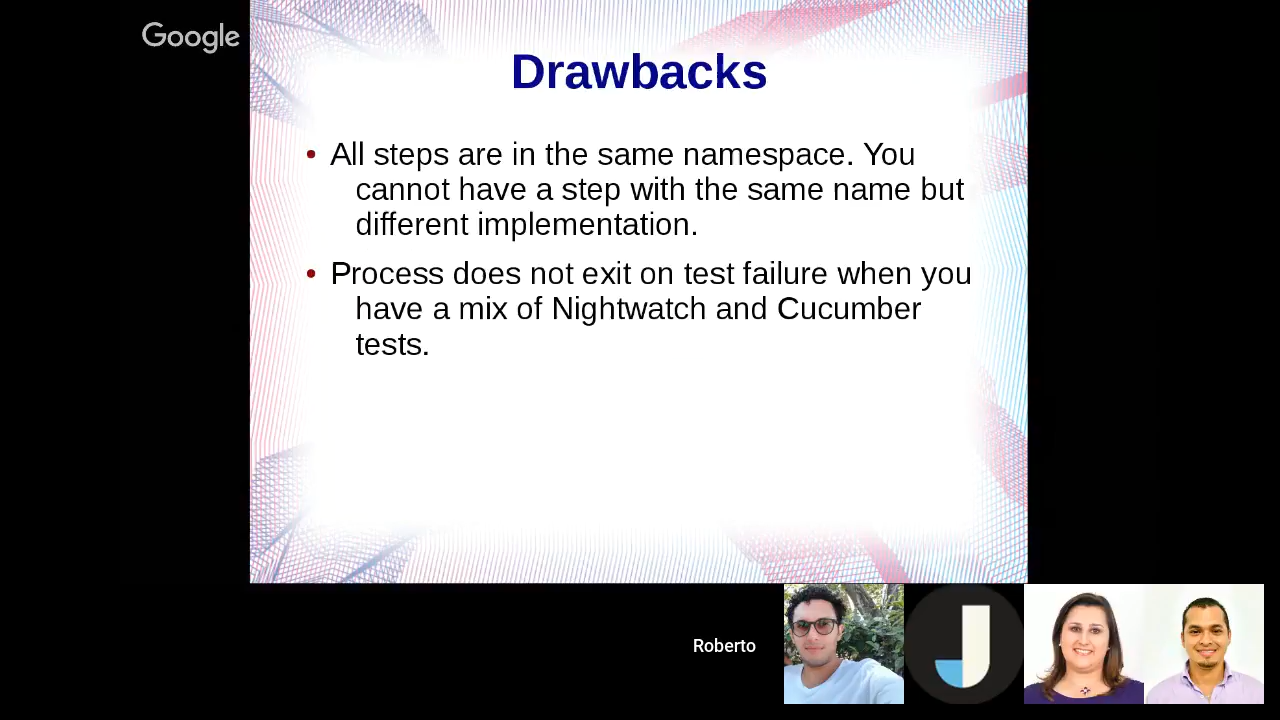 Google
Drawbacks
• All steps are in the same namespace. You
cannot have a step with the same name but
different implementation.
• Process does not exit on test failure when you
have a mix of Nightwatch and Cucumber
tests.
Roberto
J